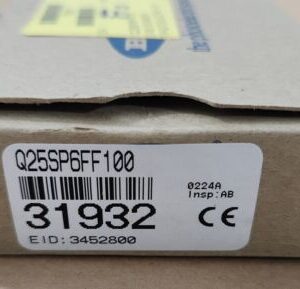 Q25SP6FF100
31932
0224A
Insp:AB
CE
EID:3452800